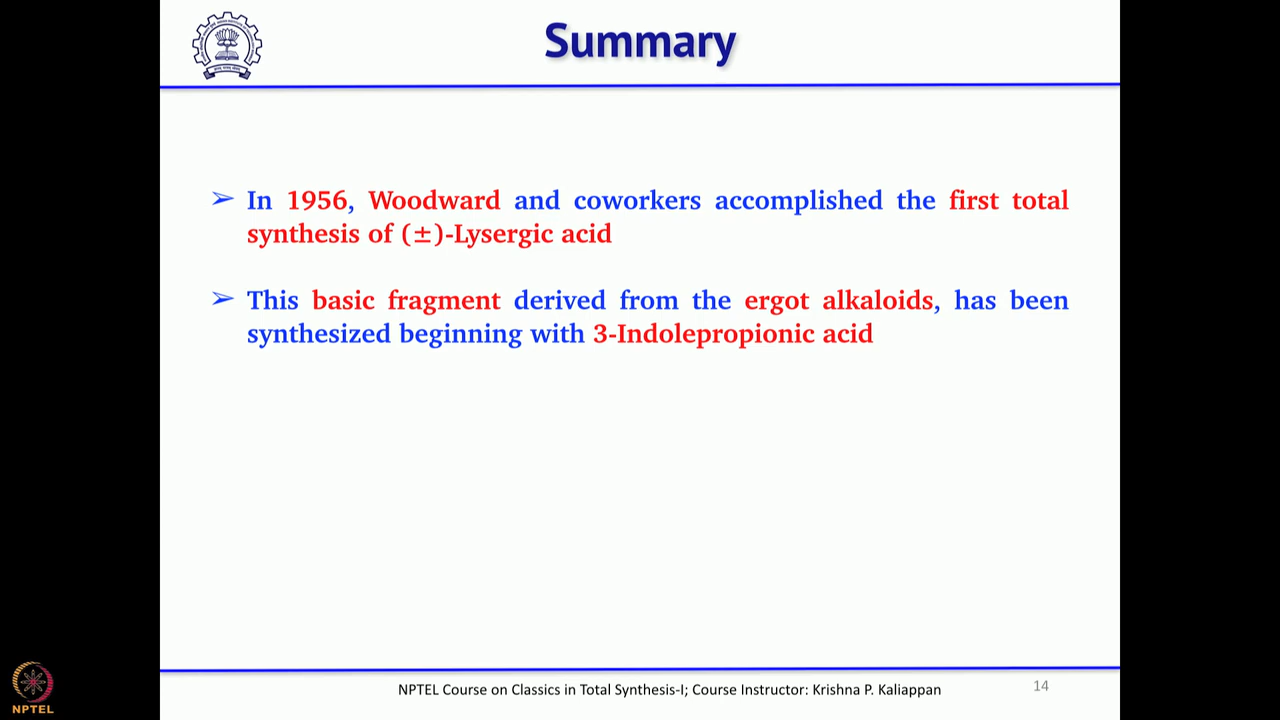 Summary
➢ In 1956, Woodward and coworkers accomplished the first total
synthesis of (±)-Lysergic acid
➢ This basic fragment derived from the ergot alkaloids, has been
synthesized beginning with 3-Indolepropionic acid
NPTEL Course on Classics in Total Synthesis-I; Course Instructor: Krishna P. Kaliappan
14
NPTEL